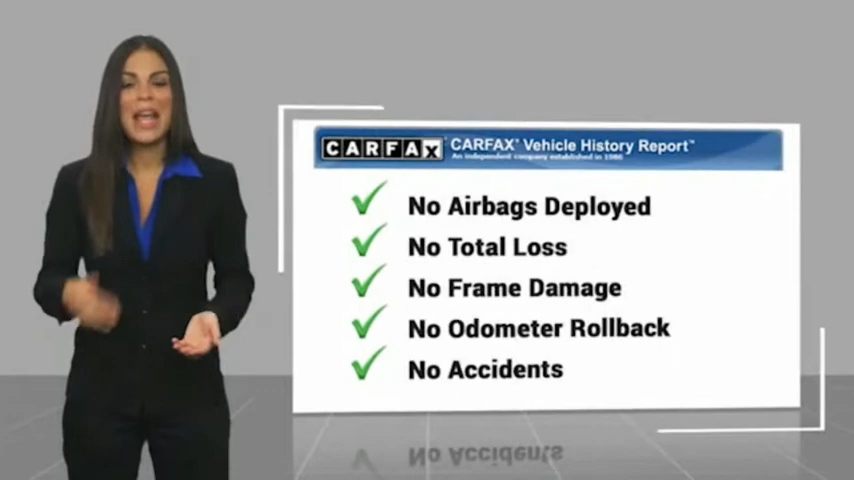 CARFAX CARFAX™ Vehicle History Report™
An independent company established in 1986
No Airbags Deployed
No Total Loss
No Frame Damage
No Odometer Rollback
No Accidents
No Accidents